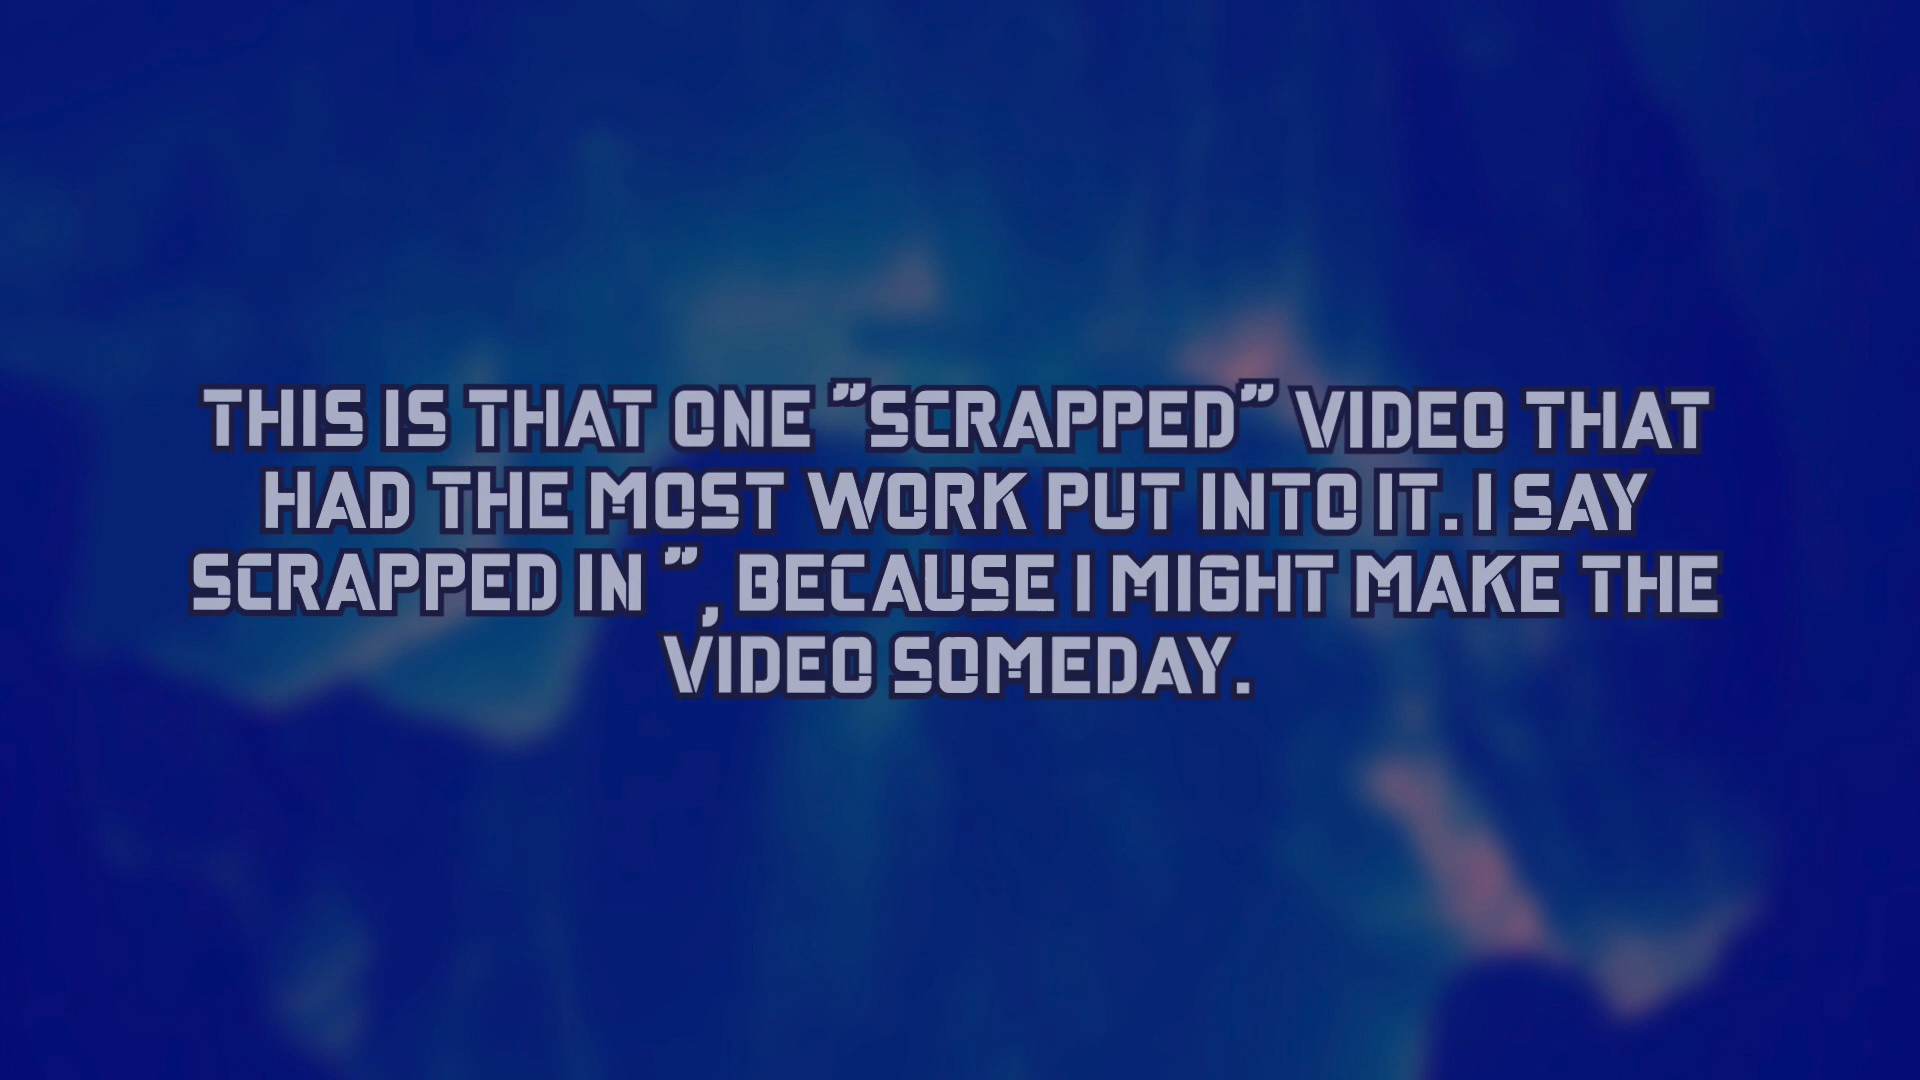 THIS IS THAT ONE "SCRAPPED" VIDEO THAT
HAD THE MOST WORK PUT INTO IT. I SAY
SCRAPPED IN ", BECAUSE I MIGHT MAKE THE
VIDEO SOMEDAY.